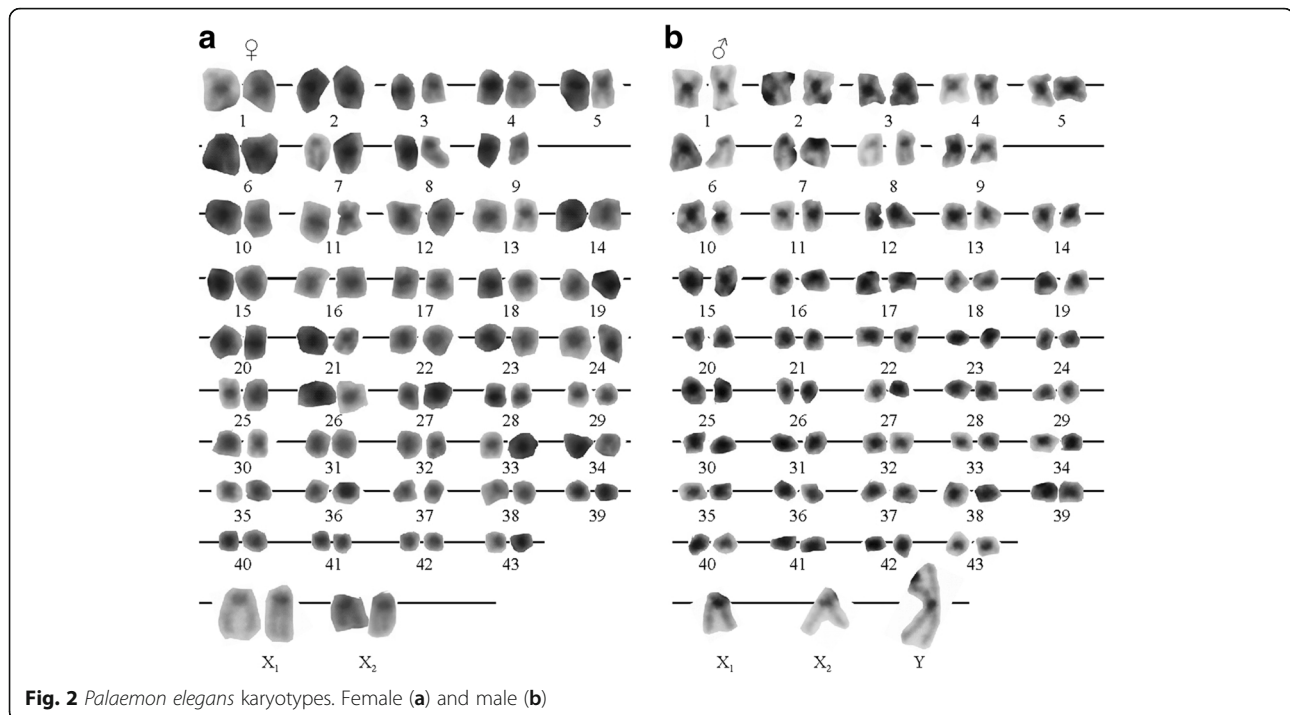 a
♀
1 2 3 4 5
6 7 8 9
10 11 12 13 14
15 16 17 18 19
20 21 22 23 24
25 26 27 28 29
30 31 32 33 34
35 36 37 38 39
40 41 42 43
X₁ X₂
b
♂
1 2 3 4 5
6 7 8 9
10 11 12 13 14
15 16 17 18 19
20 21 22 23 24
25 26 27 28 29
30 31 32 33 34
35 36 37 38 39
40 41 42 43
X₁ X₂ Y
Fig. 2 Palaemon elegans karyotypes. Female (a) and male (b)